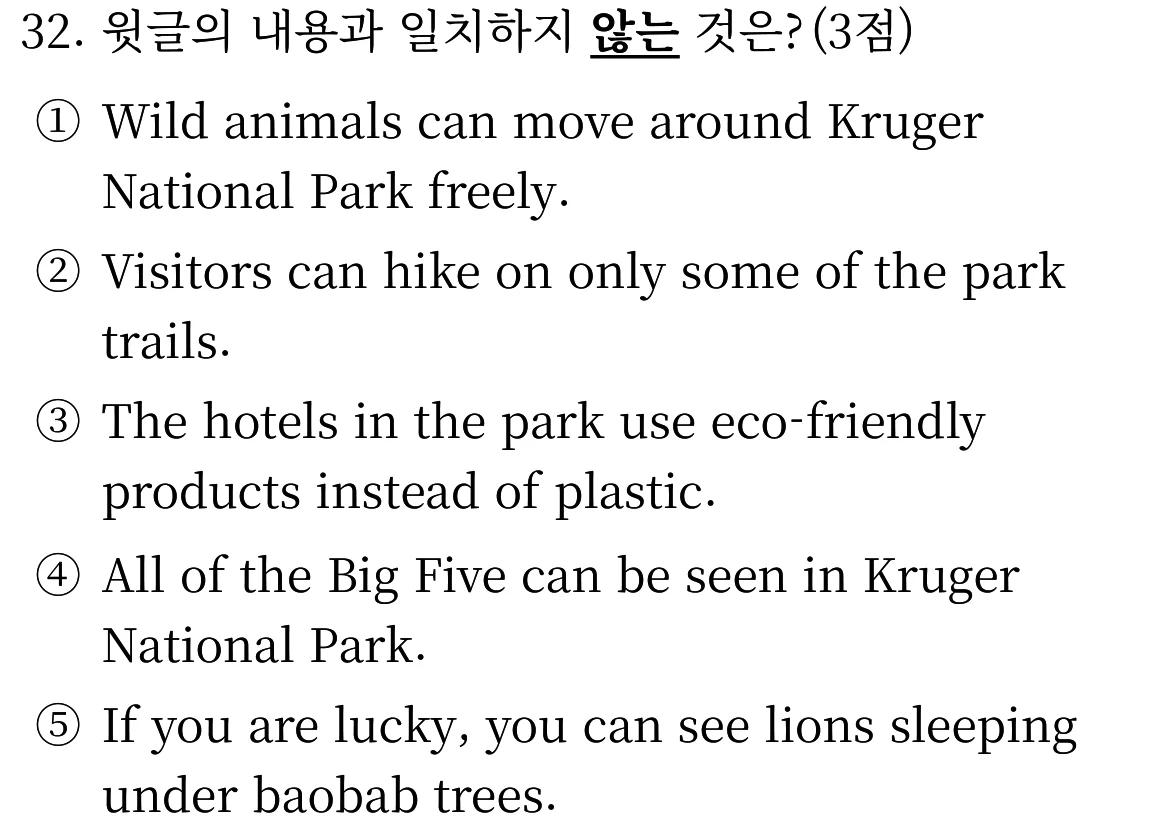 32. 윗글의 내용과 일치하지 않는 것은?(3점)
① Wild animals can move around Kruger
National Park freely.
② Visitors can hike on only some of the park
trails.
③ The hotels in the park use eco-friendly
products instead of plastic.
④ All of the Big Five can be seen in Kruger
National Park.
⑤ If you are lucky, you can see lions sleeping
under baobab trees.